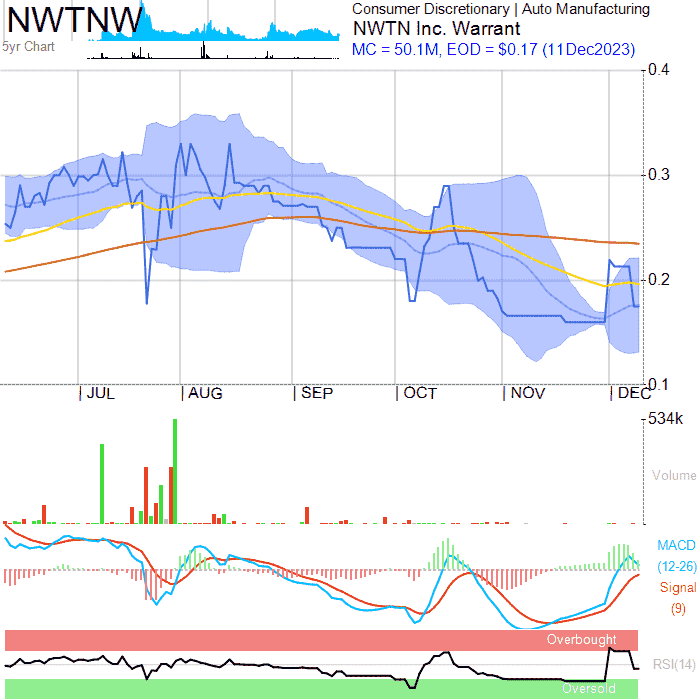 NWTNW
5yr Chart
Consumer Discretionary | Auto Manufacturing
NWTN Inc. Warrant
MC = 50.1M, EOD = $0.17 (11Dec2023)
0.4
0.3
0.2
0.1
| JUL
| AUG
| SEP
| OCT
| NOV
| DEC
534k
Volume
MACD
(12-26)
Signal
(9)
Overbought
RSI(14)
Oversold